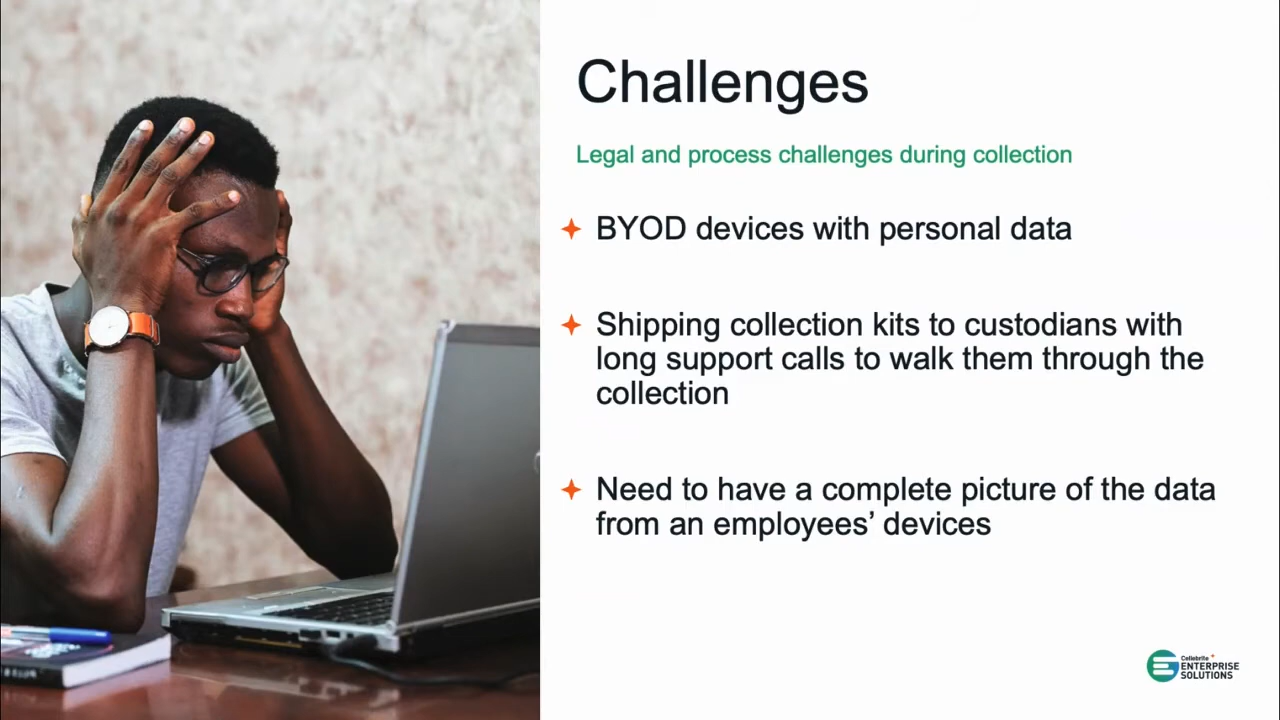 Challenges
Legal and process challenges during collection
BYOD devices with personal data
Shipping collection kits to custodians with
long support calls to walk them through the
collection
Need to have a complete picture of the data
from an employees’ devices
Cellebrite
ENTERPRISE
SOLUTIONS